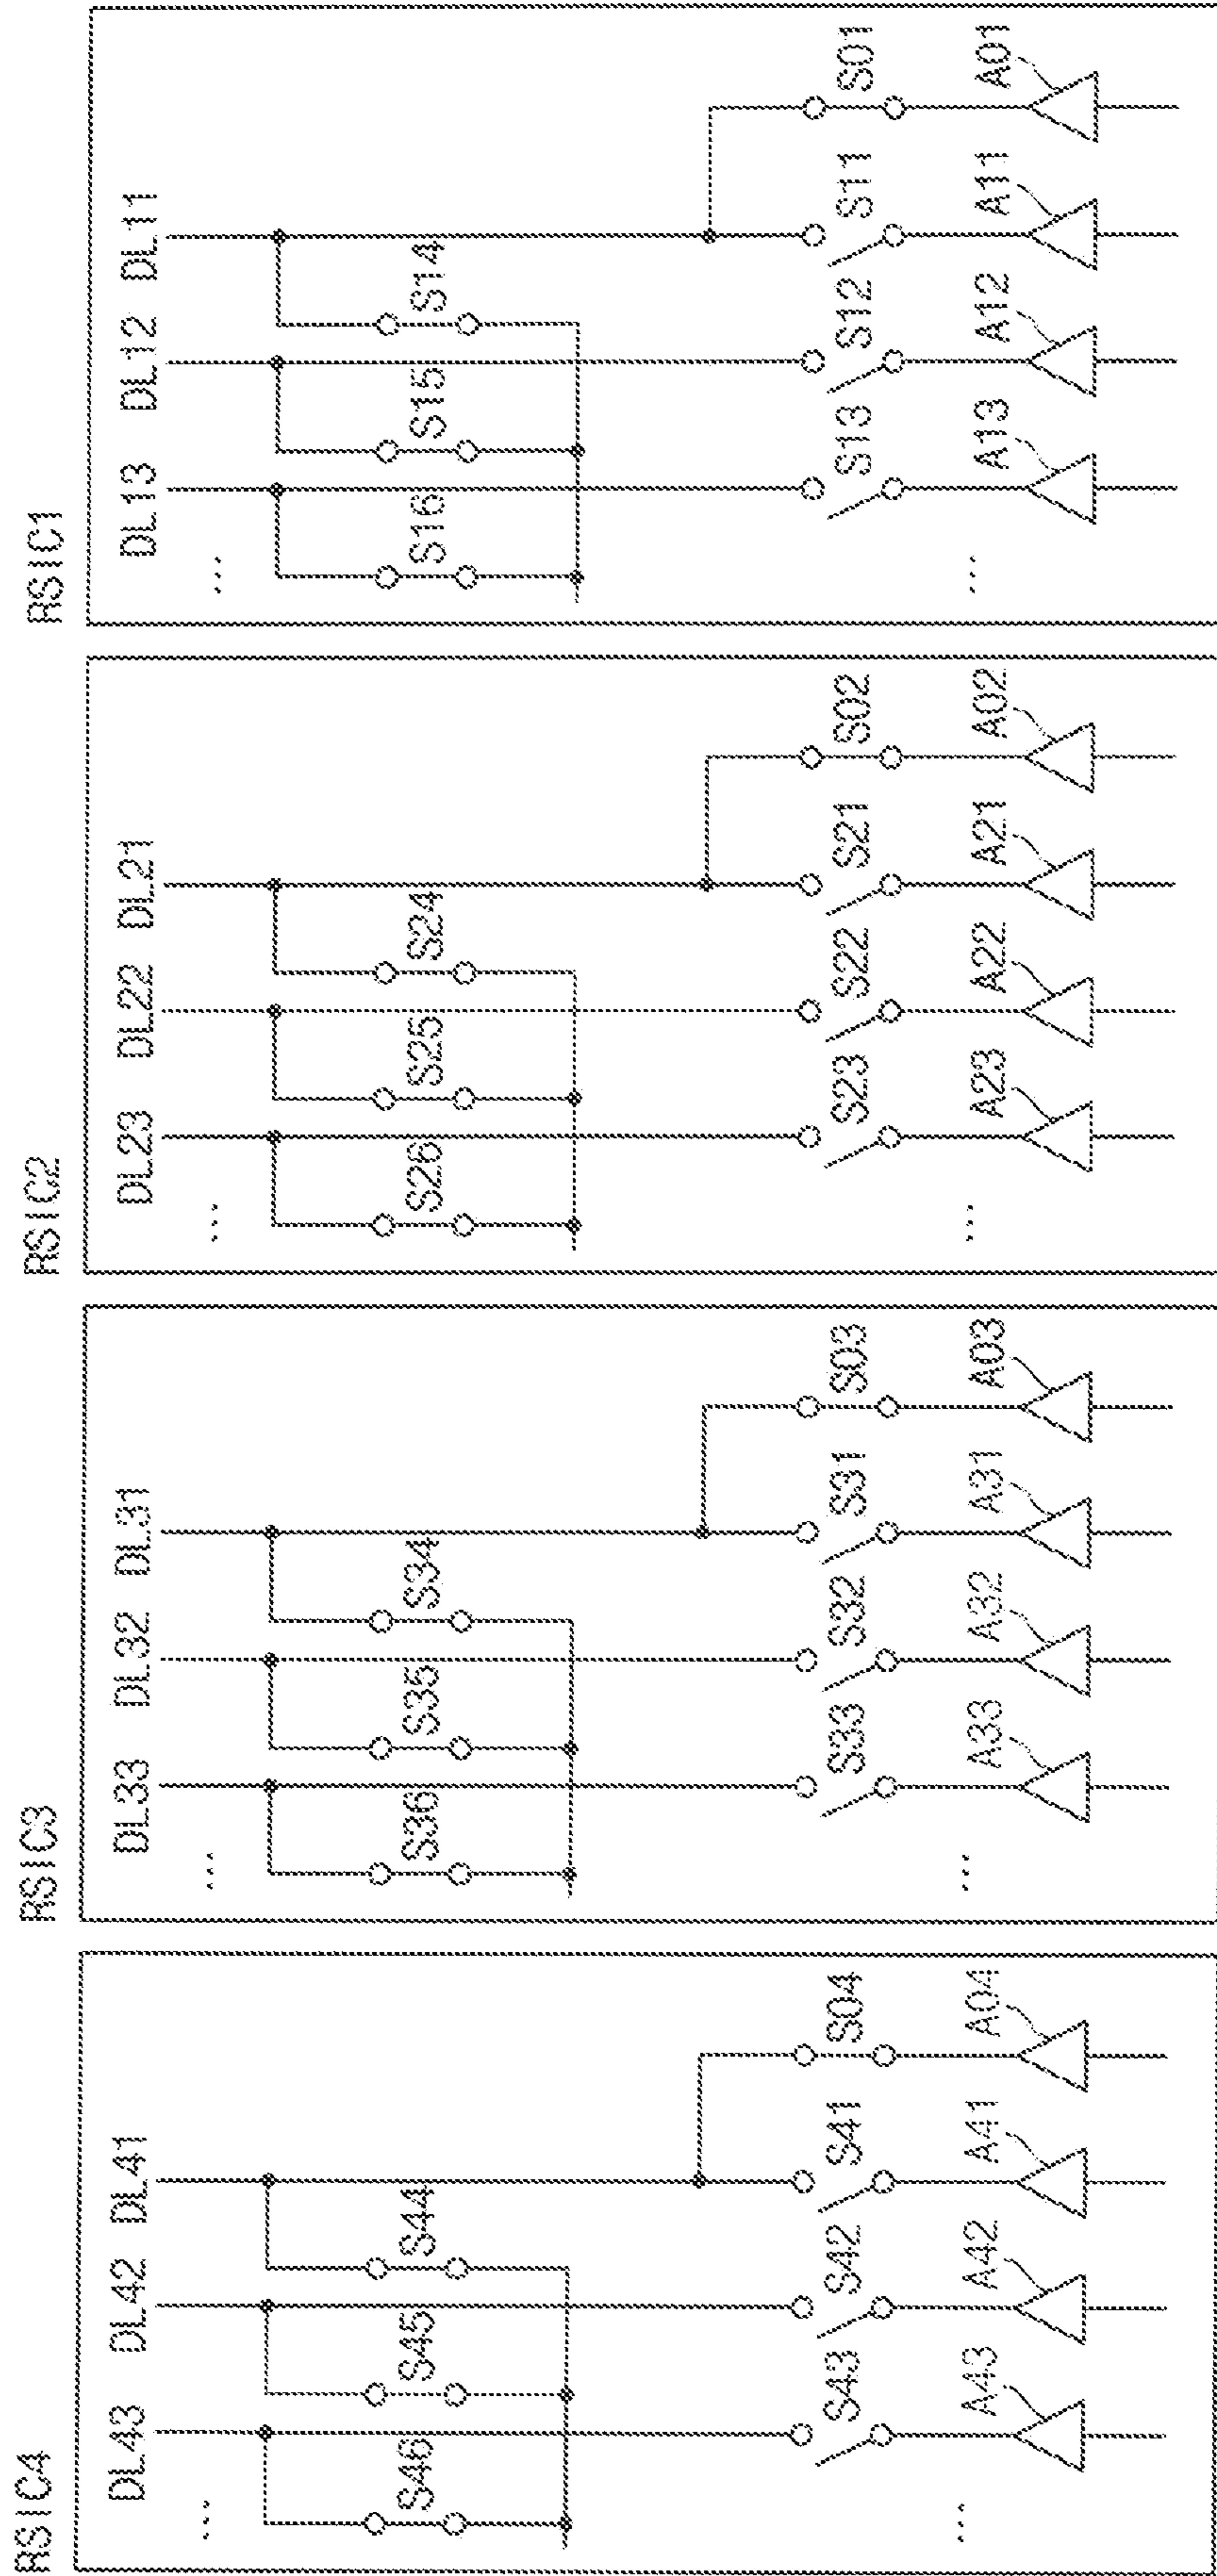 RSIC4
DL43 DL42 DL41
...
S46 S45 S44
S43 S42 S41 S04
A43 A42 A41 A04
...
RSIC3
DL33 DL32 DL31
...
S36 S35 S34
S33 S32 S31 S03
A33 A32 A31 A03
...
RSIC2
DL23 DL22 DL21
...
S26 S25 S24
S23 S22 S21 S02
A23 A22 A21 A02
...
RSIC1
DL13 DL12 DL11
...
S16 S15 S14
S13 S12 S11 S01
A13 A12 A11 A01
...